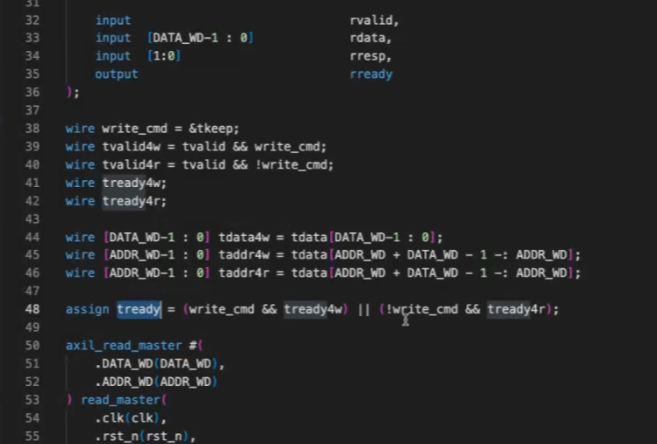 31
32 input rvalid,
33 input [DATA_WD-1 : 0] rdata,
34 input [1:0] rresp,
35 output rready
36 );
37
38 wire write_cmd = &tkeep;
39 wire tvalid4w = tvalid && write_cmd;
40 wire tvalid4r = tvalid && !write_cmd;
41 wire tready4w;
42 wire tready4r;
43
44 wire [DATA_WD-1 : 0] tdata4w = tdata[DATA_WD-1 : 0];
45 wire [ADDR_WD-1 : 0] taddr4w = tdata[ADDR_WD + DATA_WD - 1 -: ADDR_WD];
46 wire [ADDR_WD-1 : 0] taddr4r = tdata[ADDR_WD + DATA_WD - 1 -: ADDR_WD];
47
48 assign tready = (write_cmd && tready4w) || (!write_cmd && tready4r);
49
50 axil_read_master #(
51 .DATA_WD(DATA_WD),
52 .ADDR_WD(ADDR_WD)
53 ) read_master(
54 .clk(clk),
55 .rst_n(rst_n),